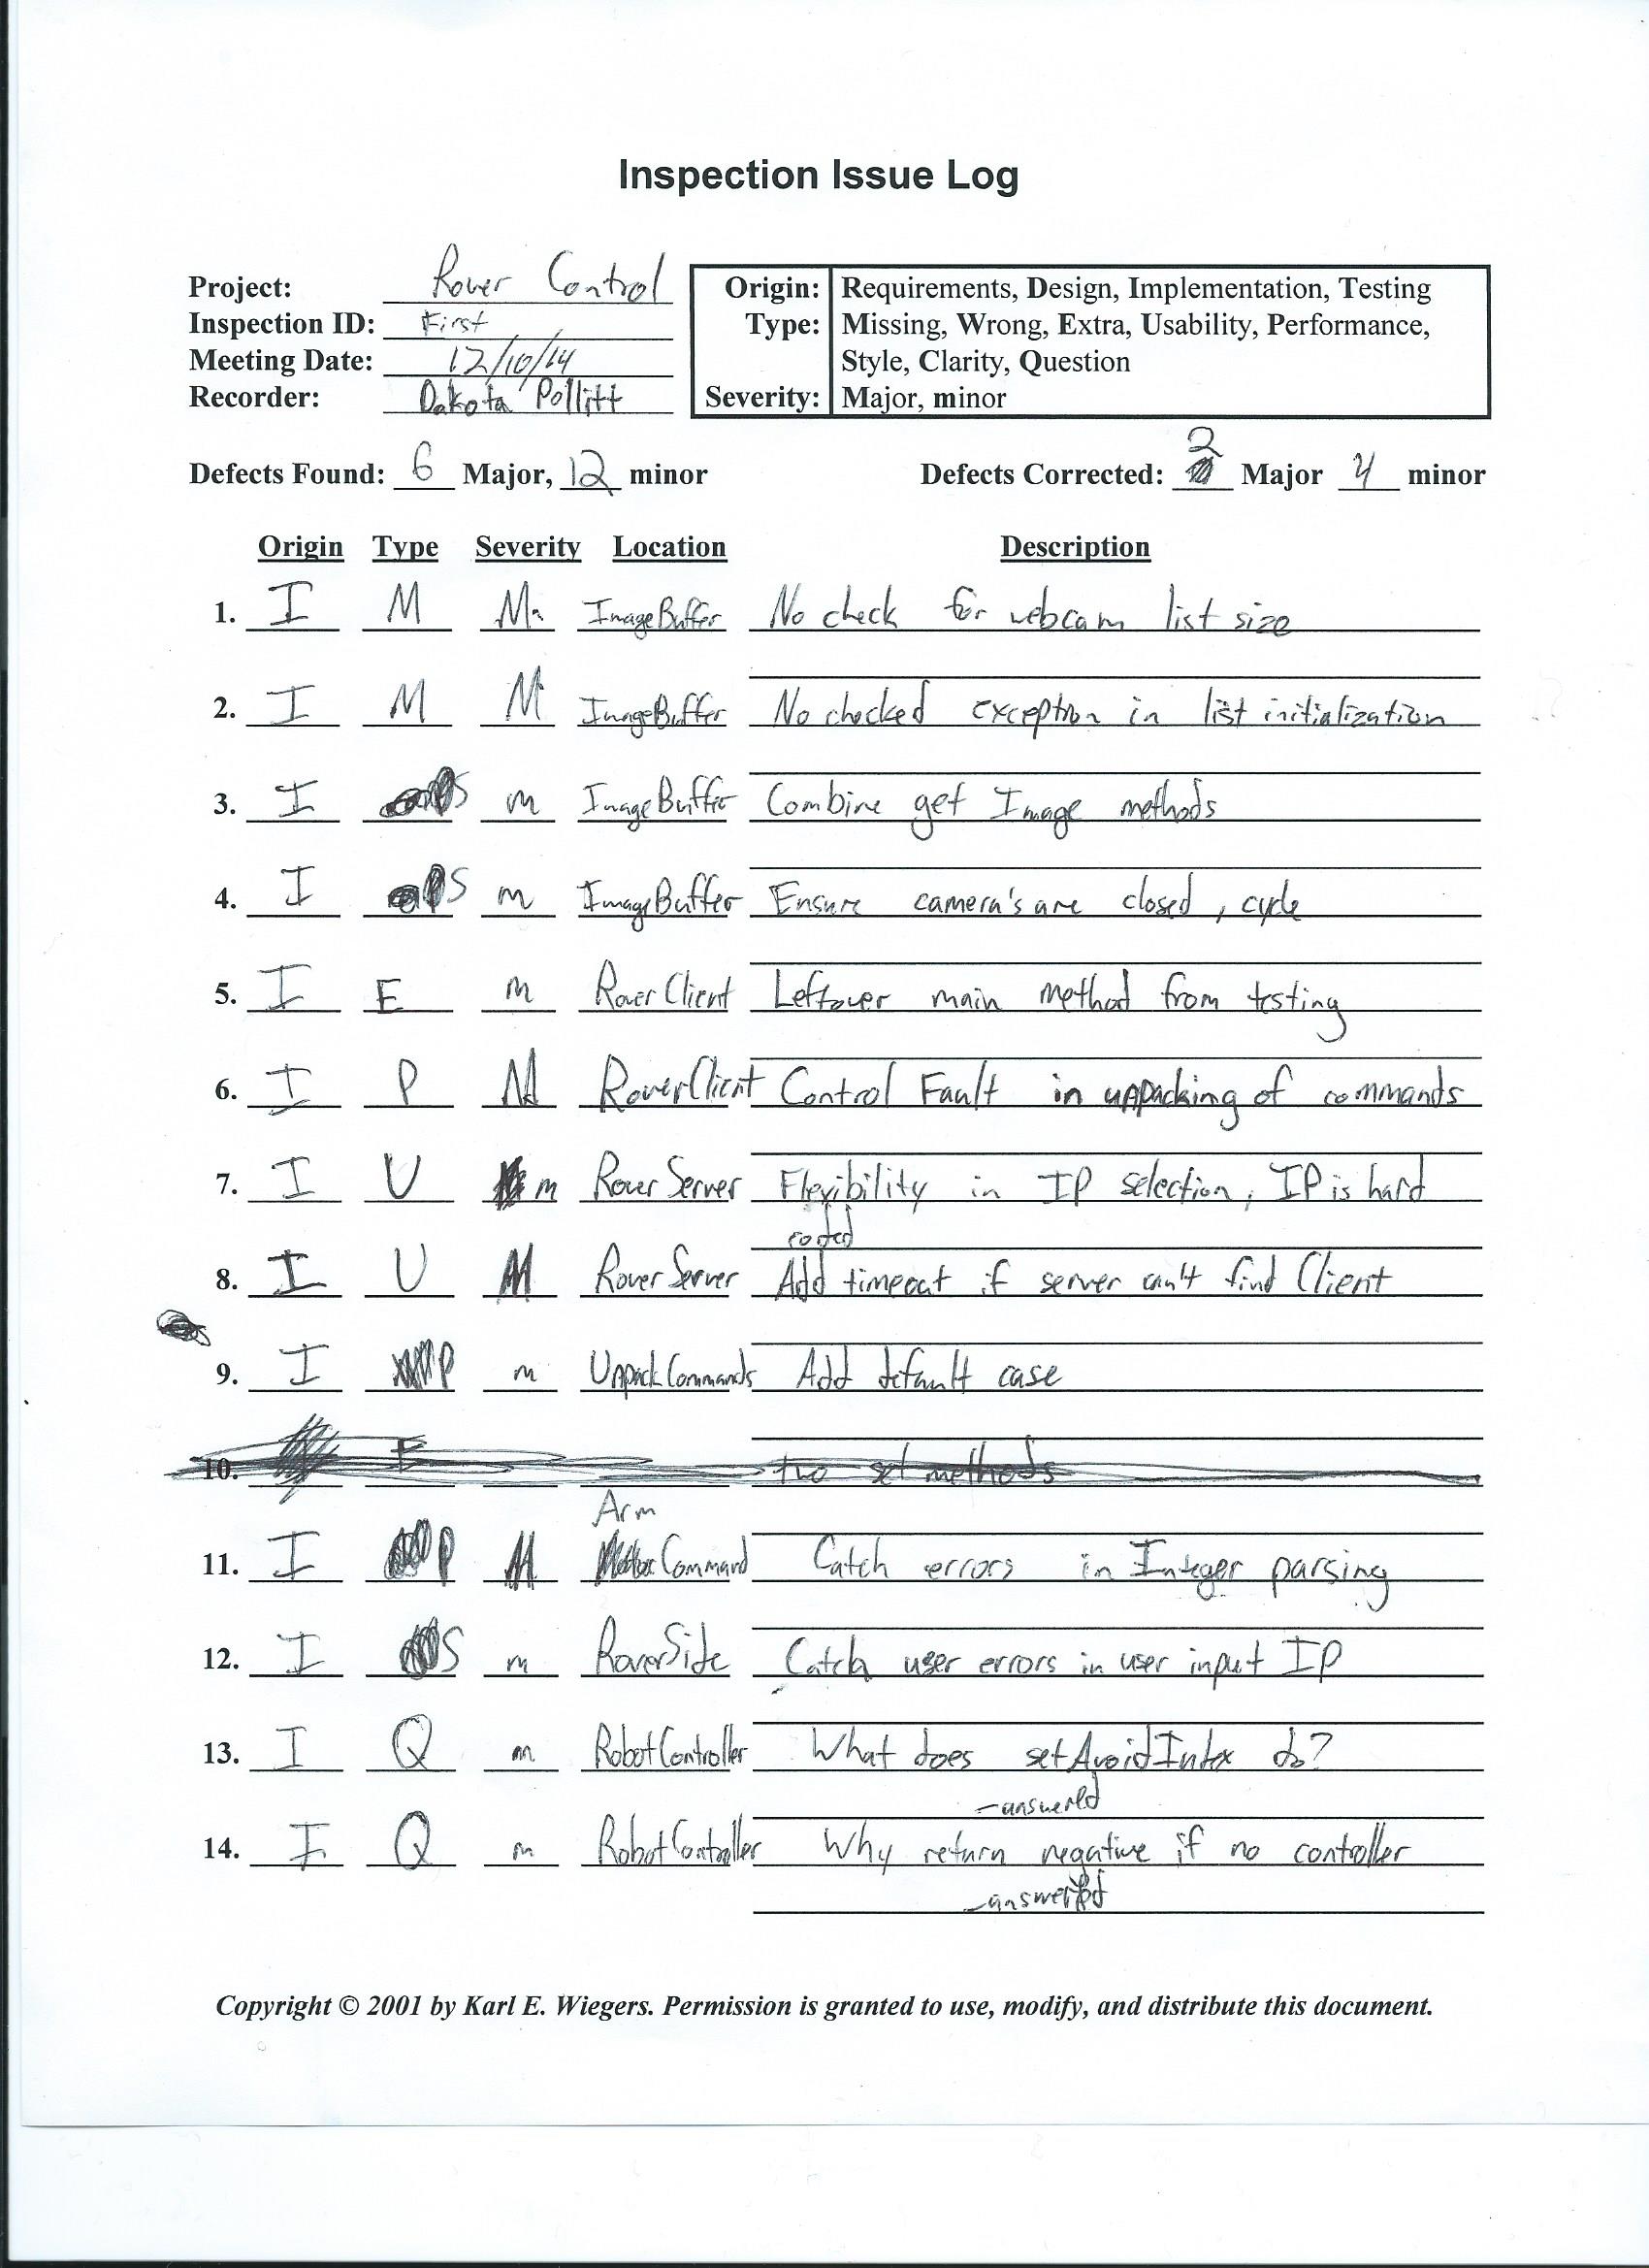 Inspection Issue Log
Project: Rover Control
Inspection ID: First
Meeting Date: 12/10/14
Recorder: Dakota Pollitt
Origin: Requirements, Design, Implementation, Testing
Type: Missing, Wrong, Extra, Usability, Performance,
Style, Clarity, Question
Severity: Major, minor
Defects Found: 6 Major, 12 minor Defects Corrected: 2 Major 4 minor
Origin Type Severity Location Description
1. I M M ImageBuffer No check for webcam list size
2. I M M ImageBuffer No checked exception in list initialization
3. I S m ImageBuffer Combine get Image methods
4. I S m ImageBuffer Ensure camera's are closed, cycle
5. I E m RoverClient Leftover main method from testing
6. I P M RoverClient Control Fault in unpacking of commands
7. I U m RoverServer Flexibility in IP selection, IP is hard
coded
8. I U M RoverServer Add timeout if server can't find Client
9. I P m UnpackCommands Add default case
10. E two set methods
Arm
11. I P M Command Catch errors in Integer parsing
12. I S m RoverSide Catch user errors in user input IP
13. I Q m RobotController What does setAvoidIndex do?
-answered
14. I Q m RobotController Why return negative if no controller
-answered
Copyright © 2001 by Karl E. Wiegers. Permission is granted to use, modify, and distribute this document.